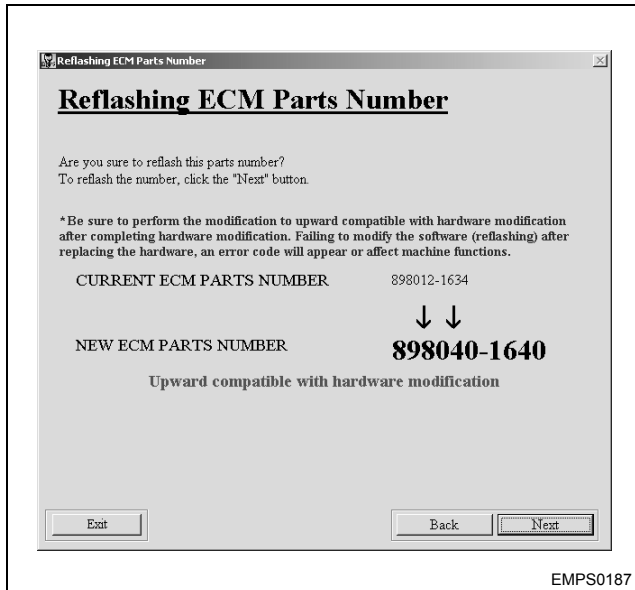 Reflashing ECM Parts Number
Reflashing ECM Parts Number
Are you sure to reflash this parts number?
To reflash the number, click the "Next" button.
*Be sure to perform the modification to upward compatible with hardware modification
after completing hardware modification. Failing to modify the software (reflashing) after
replacing the hardware, an error code will appear or affect machine functions.
CURRENT ECM PARTS NUMBER 898012-1634
↓ ↓
NEW ECM PARTS NUMBER 898040-1640
Upward compatible with hardware modification
Exit Back Next
EMPS0187